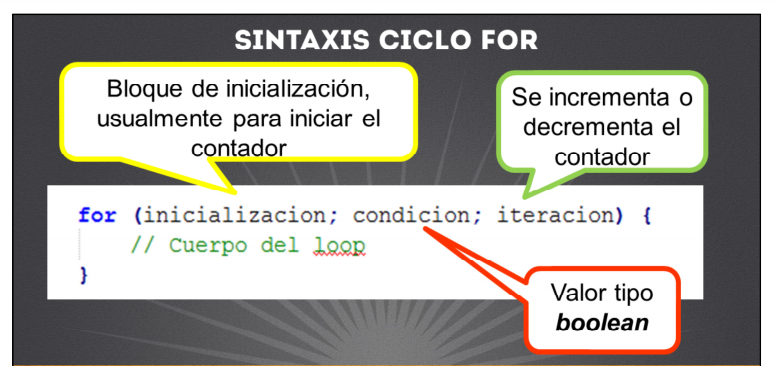 SINTAXIS CICLO FOR
Bloque de inicialización,
usualmente para iniciar el
contador
Se incrementa o
decrementa el
contador
for (inicializacion; condicion; iteracion) {
// Cuerpo del loop
}
Valor tipo
boolean